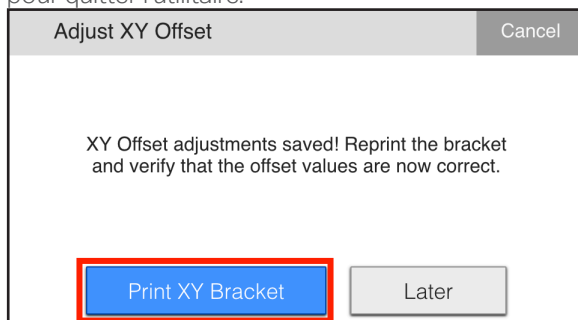 pour quitter l'utilitaire.
Adjust XY Offset
Cancel
XY Offset adjustments saved! Reprint the bracket
and verify that the offset values are now correct.
Print XY Bracket
Later